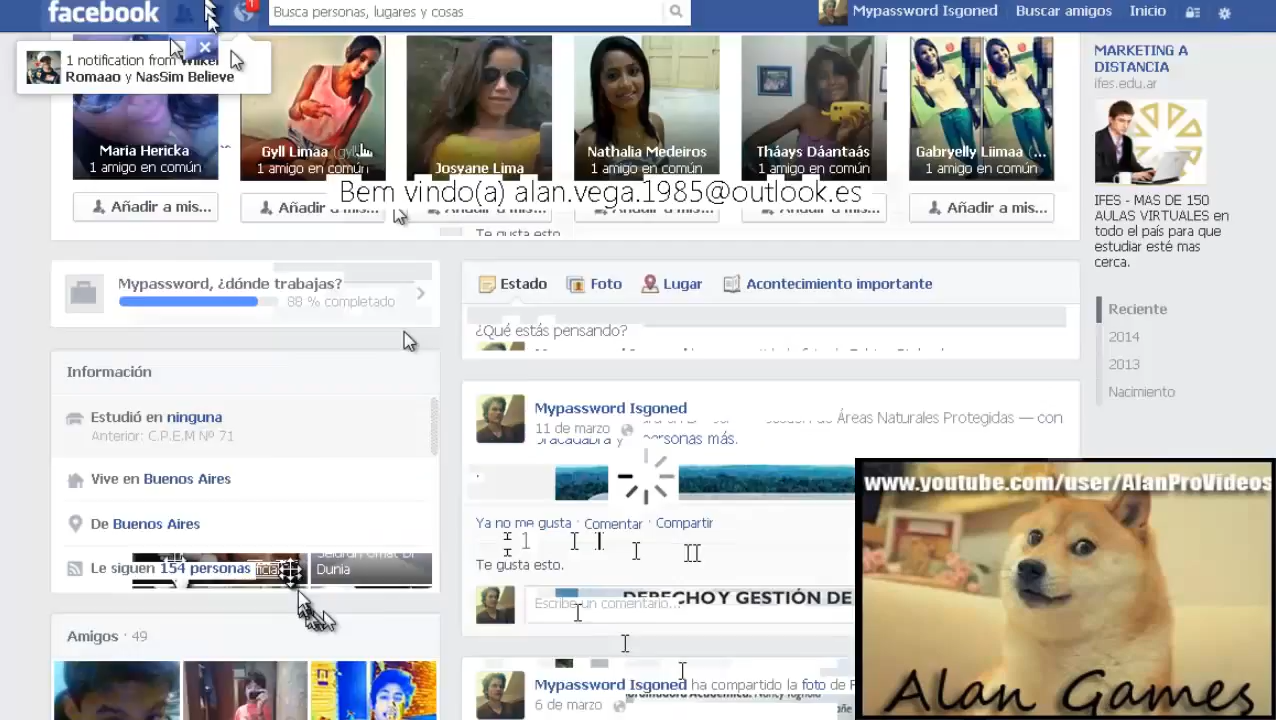 facebook
1
Busca personas, lugares y cosas
Mypassword Isgoned
Buscar amigos
Inicio
1 notification from Wilker
Romaao y NasSim Believe
Maria Hericka
1 amigo en común
Gyll Limaa
1 amigo en común
Josyane Lima
Nathalia Medeiros
1 amigo en común
Tháays Dáantaás
1 amigo en común
Gabryelly Liimaa (...
1 amigo en común
Bem vindo(a) alan.vega.1985@outlook.es
Añadir a mis...
Añadir a mis...
Te gusta esto
MARKETING A
DISTANCIA
ifes.edu.ar
IFES - MAS DE 150
AULAS VIRTUALES en
todo el país para que
estudiar esté mas
cerca.
Reciente
2014
2013
Nacimiento
Mypassword, ¿dónde trabajas?
88 % completado
Información
Estudió en ninguna
Anterior: C.P.E.M Nº 71
Vive en Buenos Aires
De Buenos Aires
Le siguen 154 personas
Dunia
Amigos · 49
Estado
Foto
Lugar
Acontecimiento importante
¿Qué estás pensando?
Mypassword Isgoned
11 de marzo
Áreas Naturales Protegidas — con
personas más.
Ya no me gusta · Comentar · Compartir
1
Te gusta esto.
DERECHO Y GESTIÓN DE
Escribe un comentario...
Mypassword Isgoned ha compartido la foto de
6 de marzo
www.youtube.com/user/AlanProVideos
Alan Games